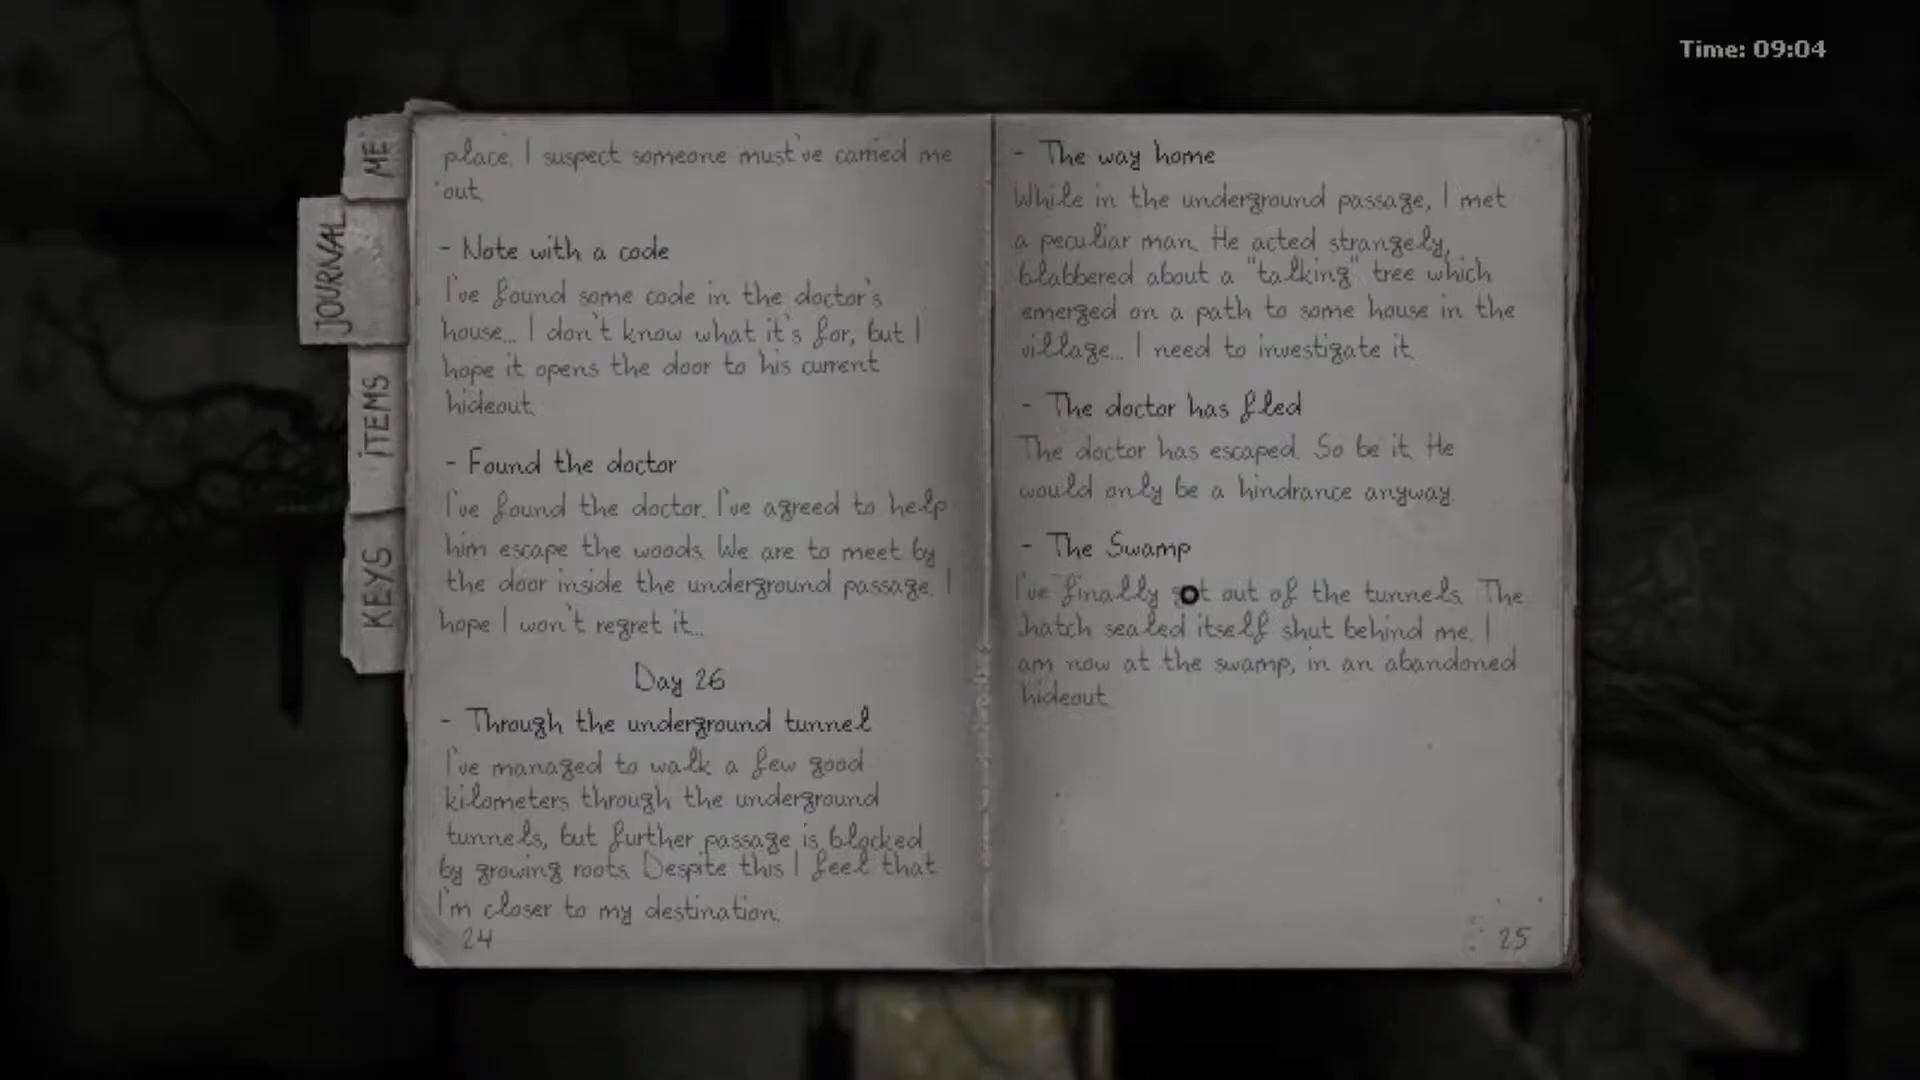 Time: 09:04
ME
JOURNAL
ITEMS
KEYS
place. I suspect someone must've carried me
out.
- Note with a code
I've found some code in the doctor's
house... I don't know what it's for, but I
hope it opens the door to his current
hideout.
- Found the doctor
I've found the doctor. I've agreed to help
him escape the woods. We are to meet by
the door inside the underground passage. I
hope I won't regret it...
Day 26
- Through the underground tunnel
I've managed to walk a few good
kilometers through the underground
tunnels, but further passage is blocked
by growing roots. Despite this I feel that
I'm closer to my destination.
24
- The way home
While in the underground passage, I met
a peculiar man. He acted strangely,
blabbered about a "talking" tree which
emerged on a path to some house in the
village... I need to investigate it.
- The doctor has fled
The doctor has escaped. So be it. He
would only be a hindrance anyway.
- The Swamp
I've finally got out of the tunnels. The
hatch sealed itself shut behind me. I
am now at the swamp, in an abandoned
hideout.
25